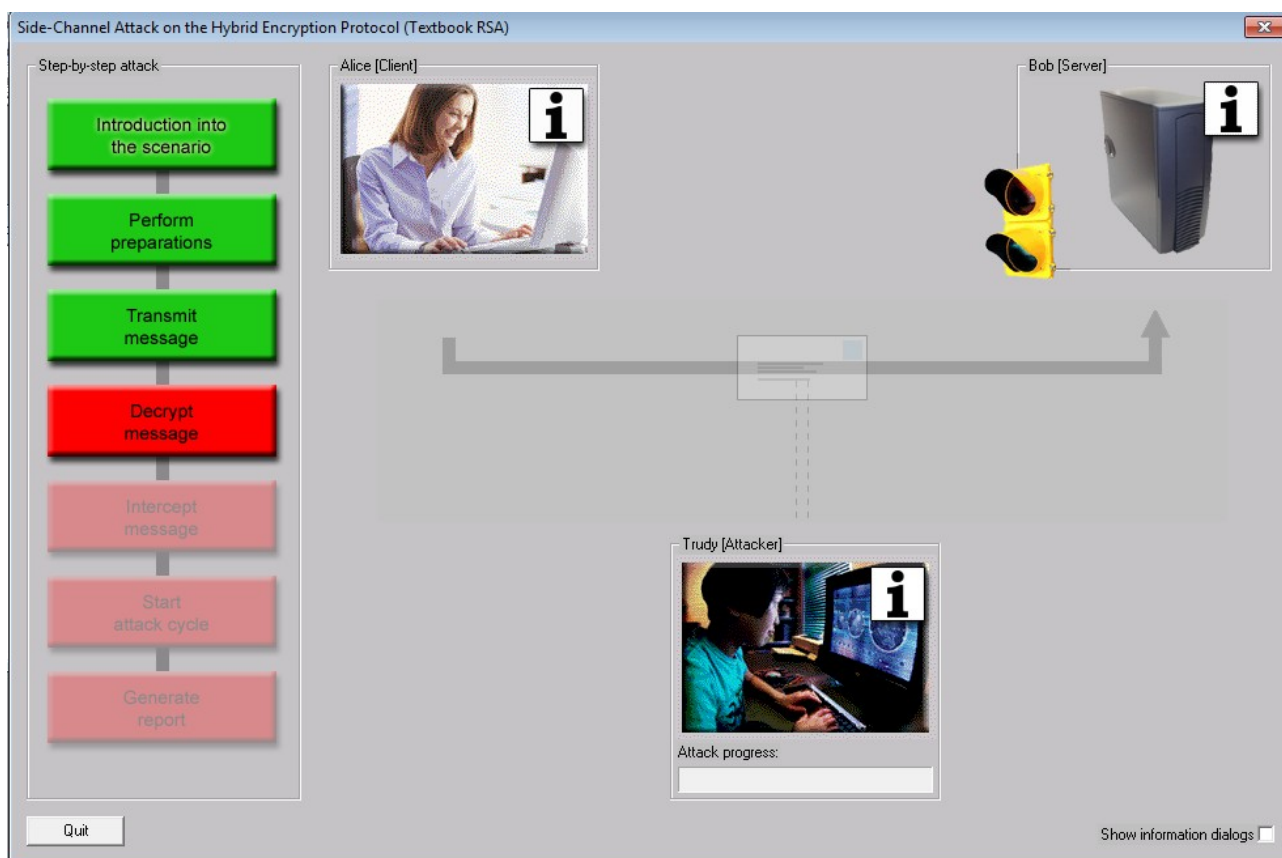 Side-Channel Attack on the Hybrid Encryption Protocol (Textbook RSA)
Step-by-step attack
Introduction into
the scenario
Perform
preparations
Transmit
message
Decrypt
message
Intercept
message
Start
attack cycle
Generate
report
Quit
Alice [Client]
i
Bob [Server]
i
Trudy [Attacker]
i
Attack progress:
Show information dialogs